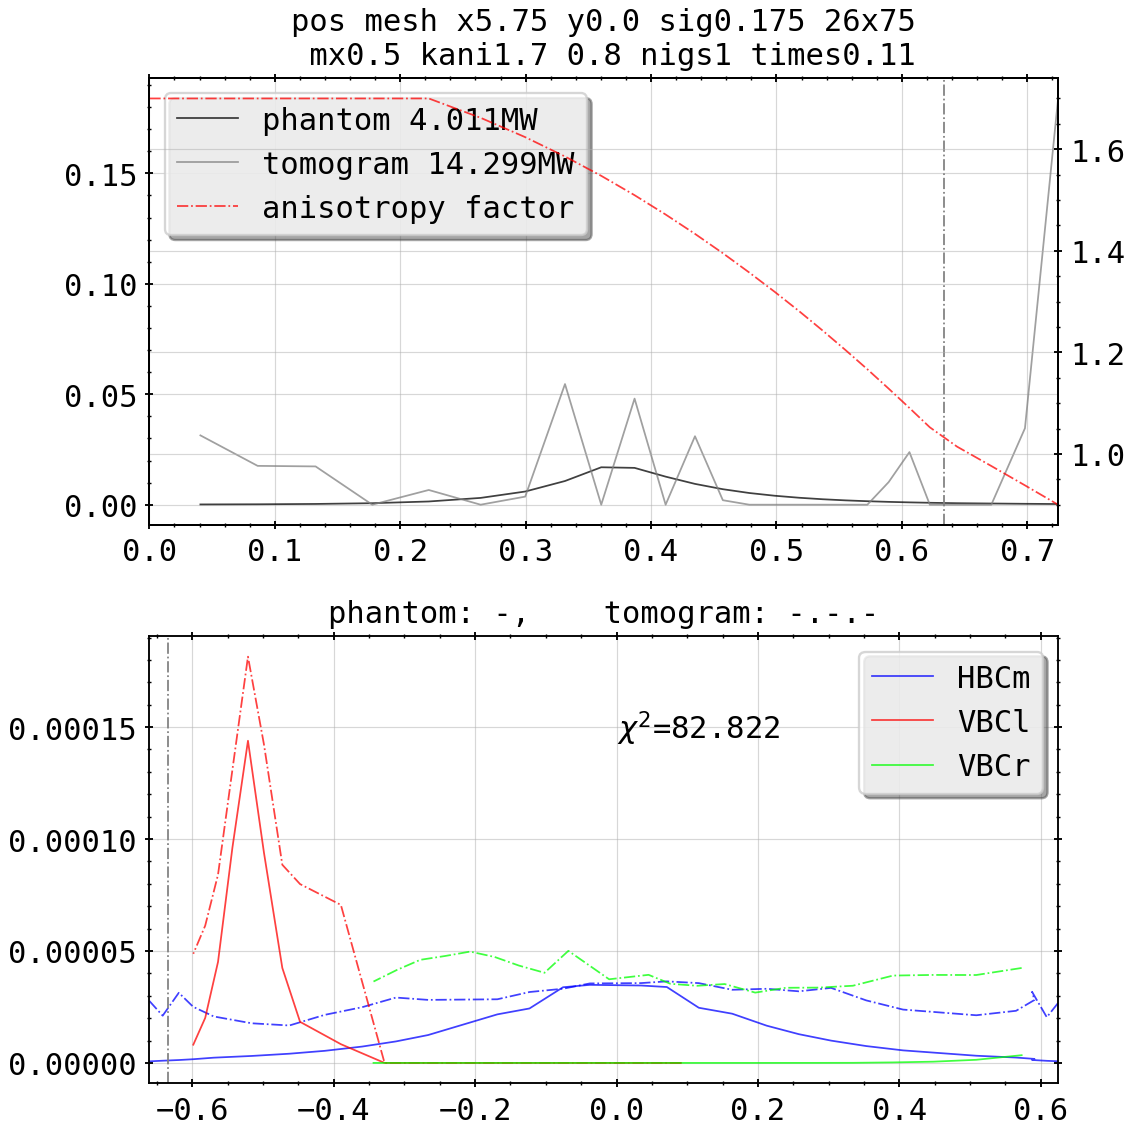 pos mesh x5.75 y0.0 sig0.175 26x75
mx0.5 kani1.7 0.8 nigs1 times0.11
phantom 4.011MW
tomogram 14.299MW
anisotropy factor
0.15
0.10
0.05
0.00
1.6
1.4
1.2
1.0
0.0 0.1 0.2 0.3 0.4 0.5 0.6 0.7
phantom: -, tomogram: -.-.-
HBCm
VBCl
VBCr
χ²=82.822
0.00015
0.00010
0.00005
0.00000
−0.6 −0.4 −0.2 0.0 0.2 0.4 0.6